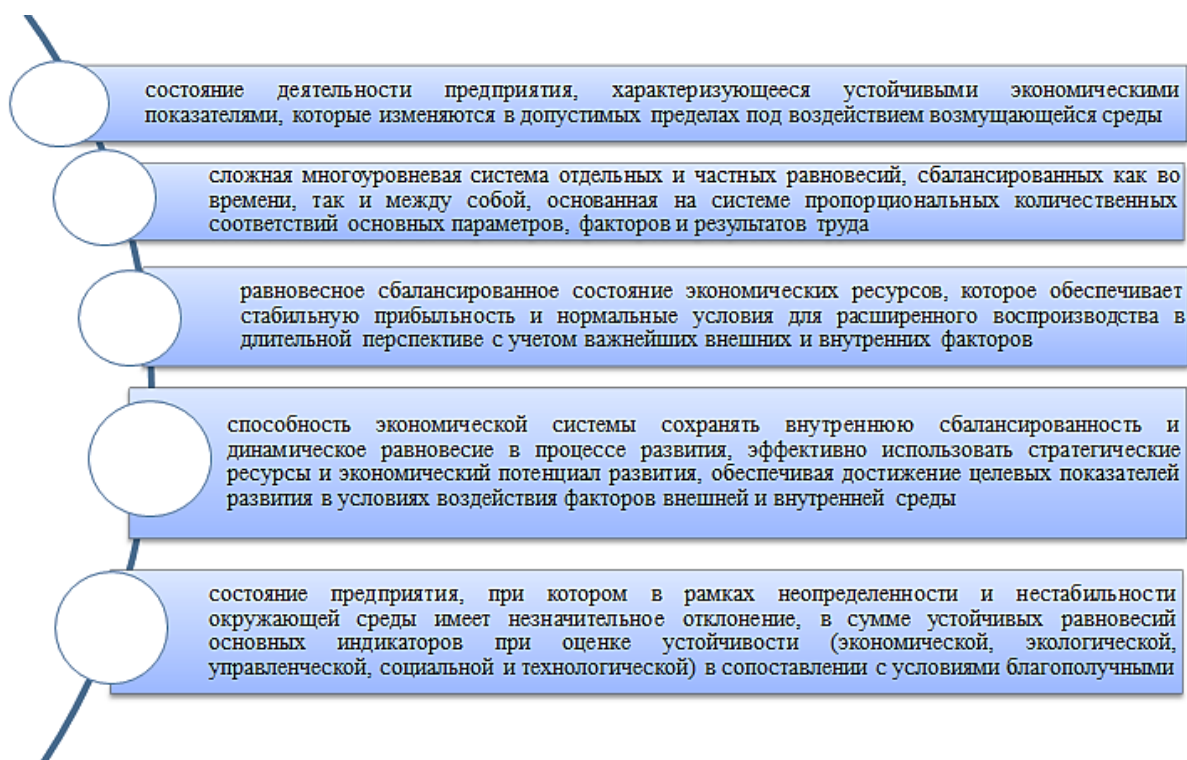 состояние деятельности предприятия, характеризующееся устойчивыми экономическими
показателями, которые изменяются в допустимых пределах под воздействием возмущающейся среды
сложная многоуровневая система отдельных и частных равновесий, сбалансированных как во
времени, так и между собой, основанная на системе пропорциональных количественных
соответствий основных параметров, факторов и результатов труда
равновесное сбалансированное состояние экономических ресурсов, которое обеспечивает
стабильную прибыльность и нормальные условия для расширенного воспроизводства в
длительной перспективе с учетом важнейших внешних и внутренних факторов
способность экономической системы сохранять внутреннюю сбалансированность и
динамическое равновесие в процессе развития, эффективно использовать стратегические
ресурсы и экономический потенциал развития, обеспечивая достижение целевых показателей
развития в условиях воздействия факторов внешней и внутренней среды
состояние предприятия, при котором в рамках неопределенности и нестабильности
окружающей среды имеет незначительное отклонение, в сумме устойчивых равновесий
основных индикаторов при оценке устойчивости (экономической, экологической,
управленческой, социальной и технологической) в сопоставлении с условиями благополучными